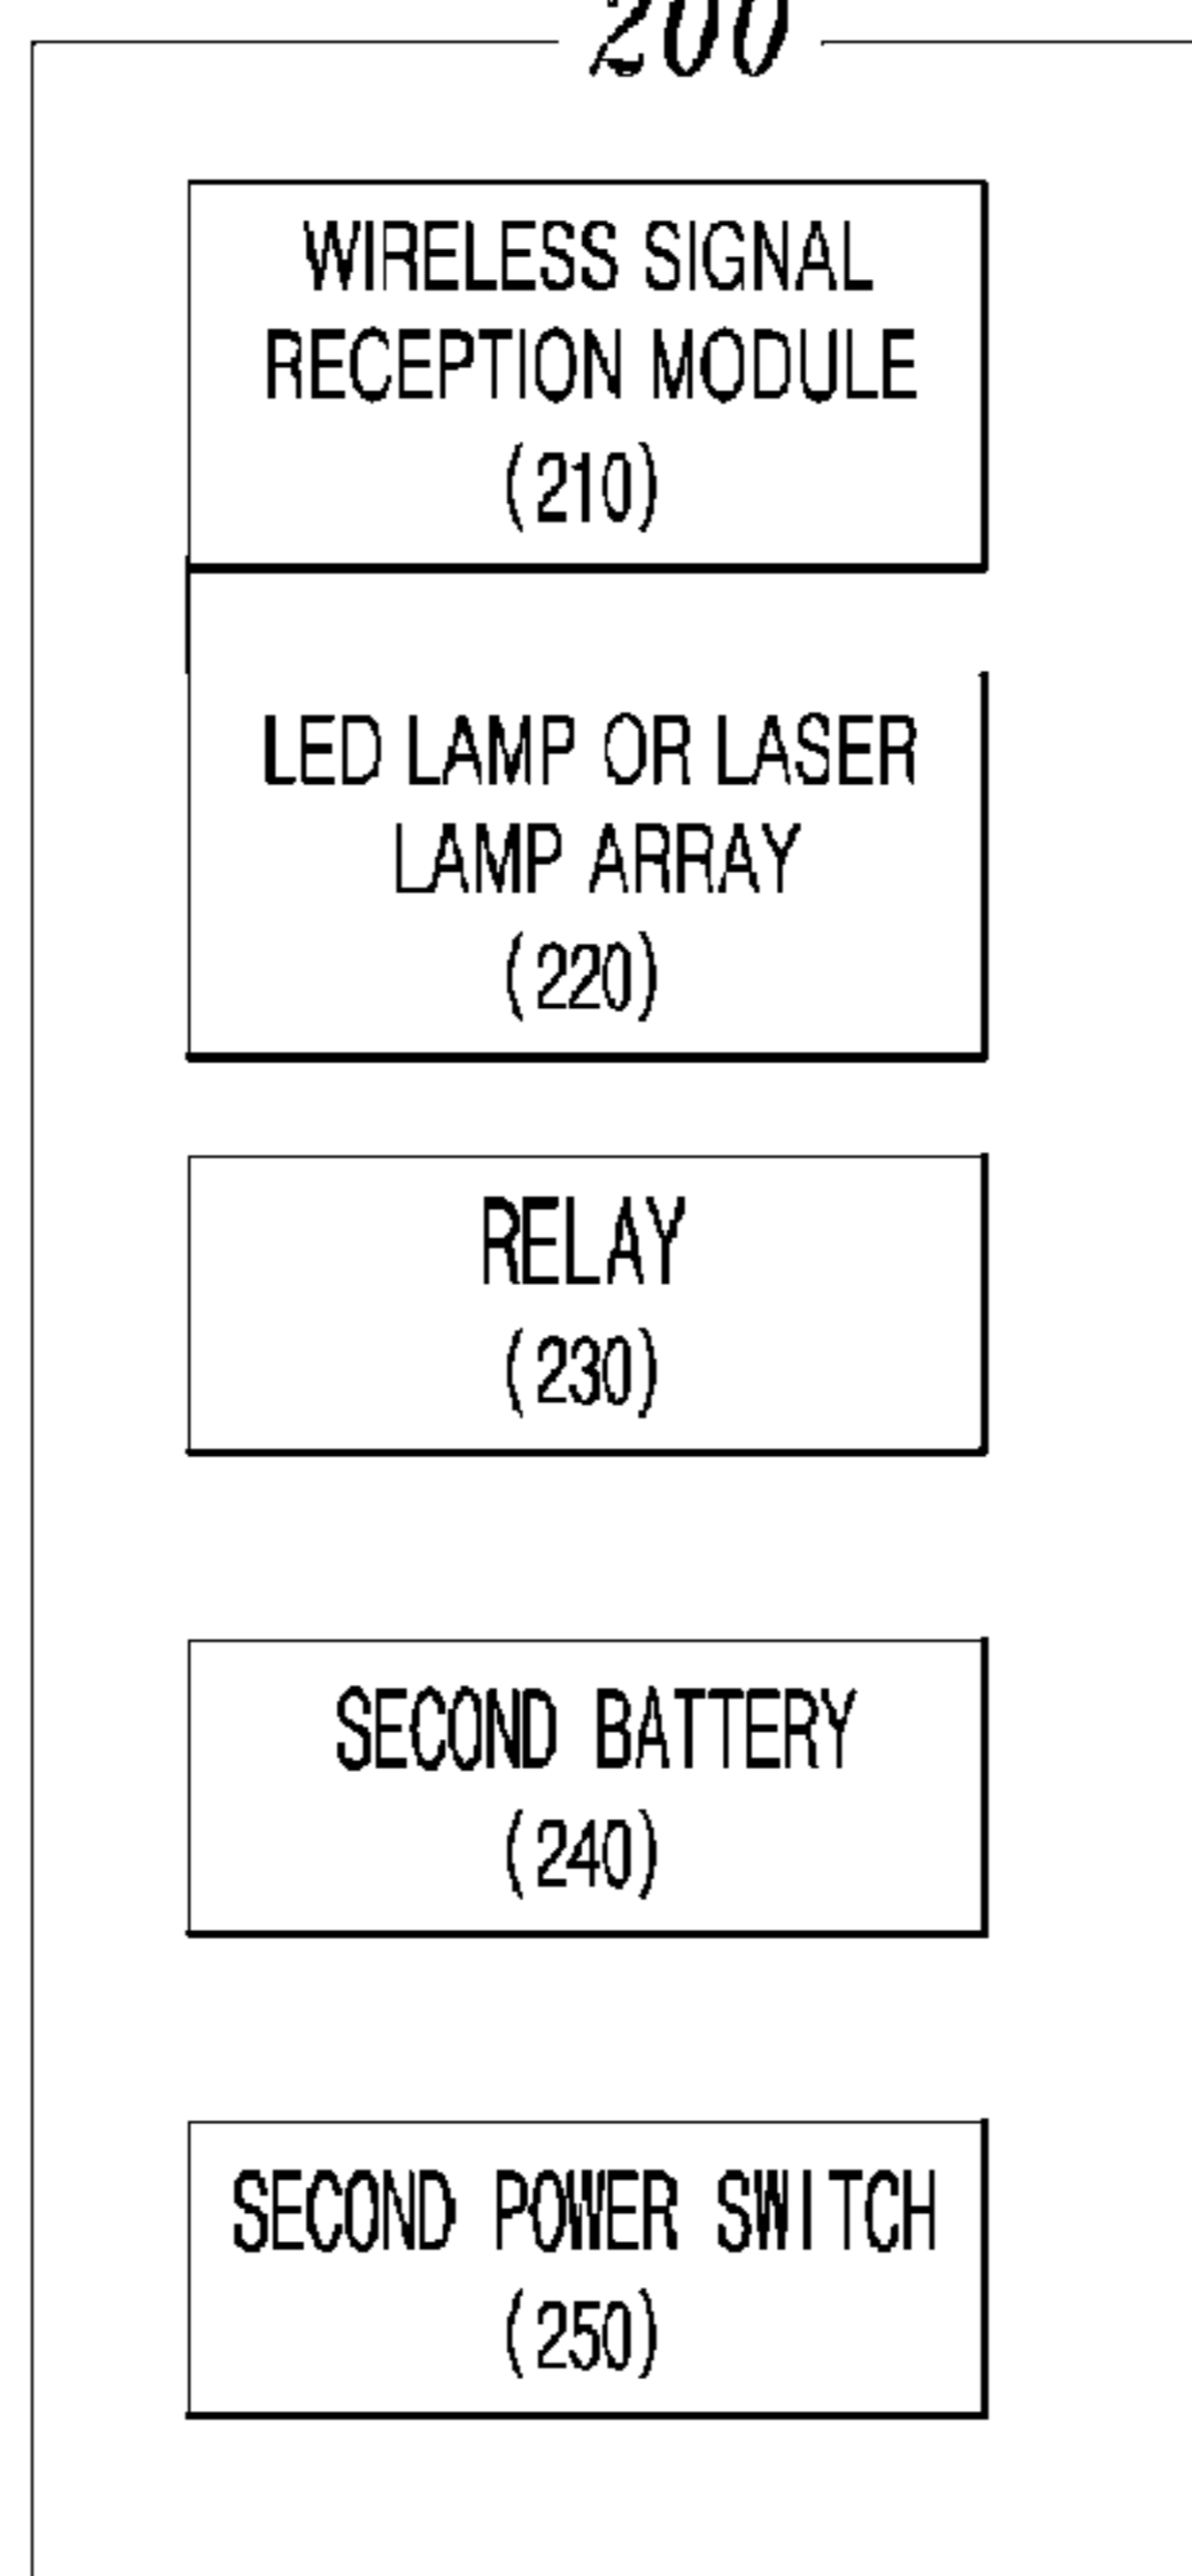 200
WIRELESS SIGNAL
RECEPTION MODULE
(210)
LED LAMP OR LASER
LAMP ARRAY
(220)
RELAY
(230)
SECOND BATTERY
(240)
SECOND POWER SWITCH
(250)